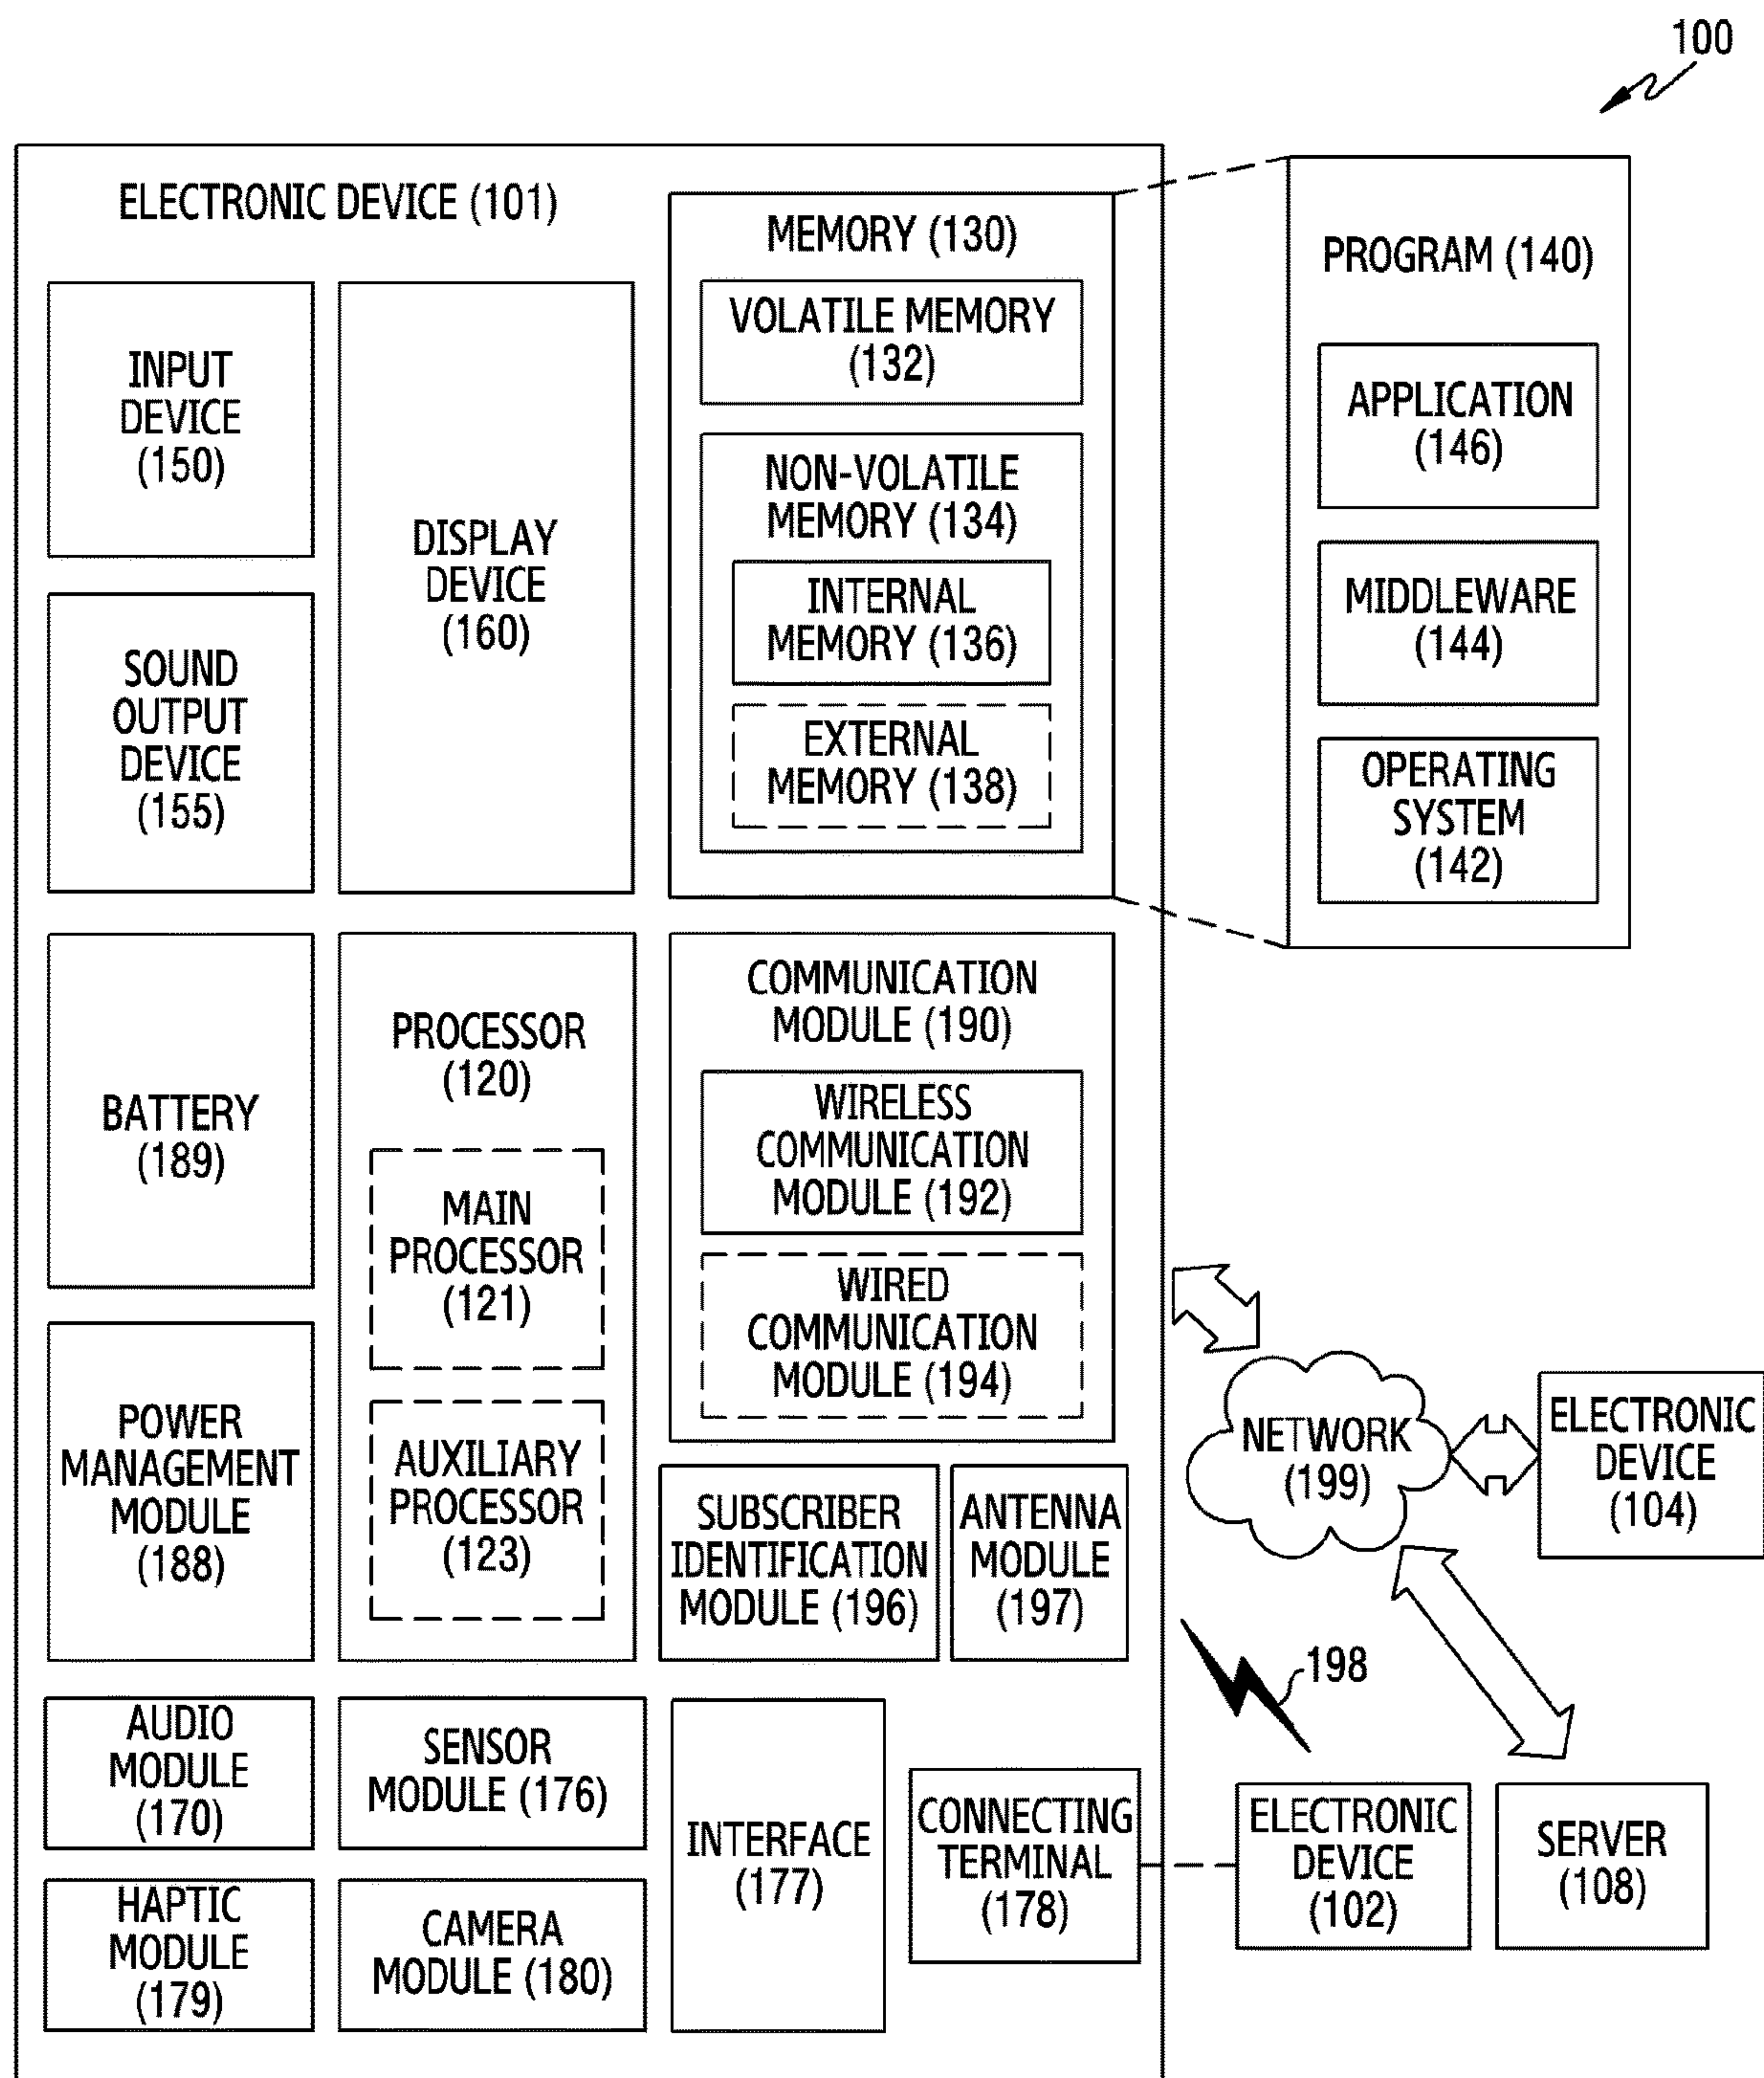 100
ELECTRONIC DEVICE (101)
INPUT
DEVICE
(150)
SOUND
OUTPUT
DEVICE
(155)
DISPLAY
DEVICE
(160)
MEMORY (130)
VOLATILE MEMORY
(132)
NON-VOLATILE
MEMORY (134)
INTERNAL
MEMORY (136)
EXTERNAL
MEMORY (138)
PROGRAM (140)
APPLICATION
(146)
MIDDLEWARE
(144)
OPERATING
SYSTEM
(142)
BATTERY
(189)
POWER
MANAGEMENT
MODULE
(188)
PROCESSOR
(120)
MAIN
PROCESSOR
(121)
AUXILIARY
PROCESSOR
(123)
COMMUNICATION
MODULE (190)
WIRELESS
COMMUNICATION
MODULE (192)
WIRED
COMMUNICATION
MODULE (194)
SUBSCRIBER
IDENTIFICATION
MODULE (196)
ANTENNA
MODULE
(197)
NETWORK
(199)
ELECTRONIC
DEVICE
(104)
198
AUDIO
MODULE
(170)
SENSOR
MODULE (176)
HAPTIC
MODULE
(179)
CAMERA
MODULE (180)
INTERFACE
(177)
CONNECTING
TERMINAL
(178)
ELECTRONIC
DEVICE
(102)
SERVER
(108)